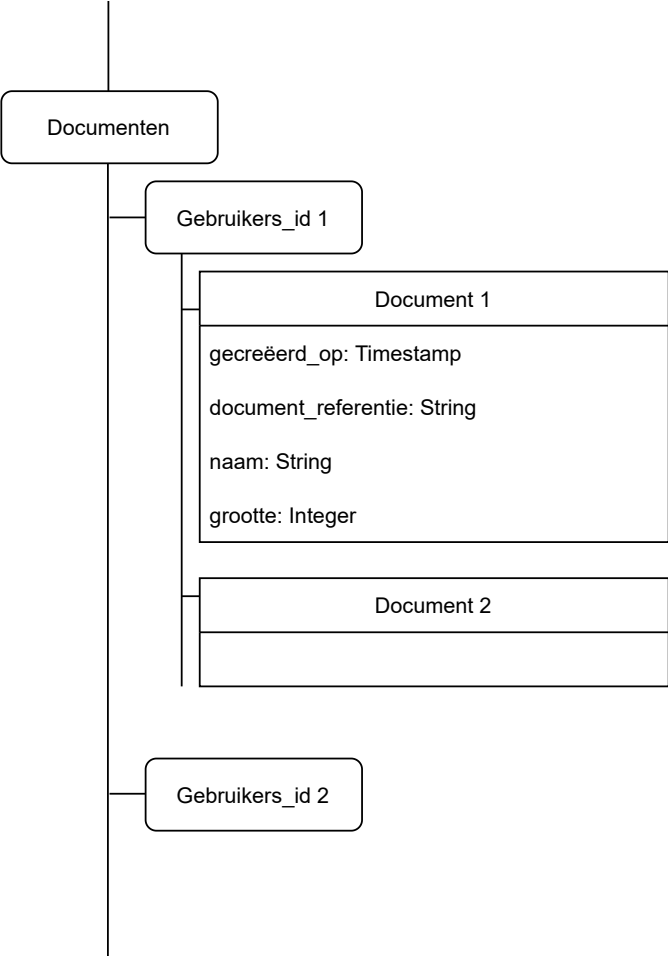 Documenten
Gebruikers_id 1
Document 1
gecreëerd_op: Timestamp
document_referentie: String
naam: String
grootte: Integer
Document 2
Gebruikers_id 2